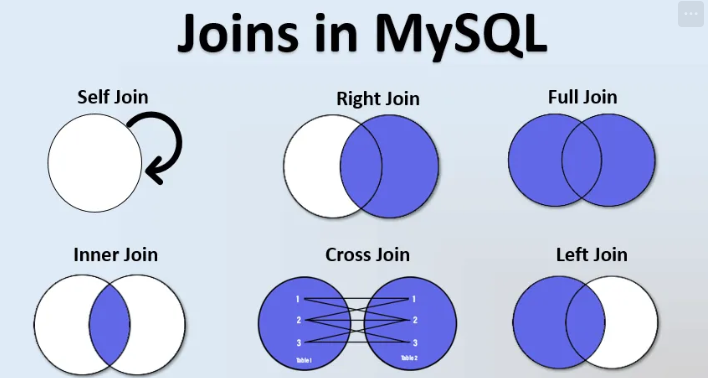 Joins in MySQL
Self Join
Right Join
Full Join
Inner Join
Cross Join
Left Join
1 1
2 2
3 3
Table 1 Table 2